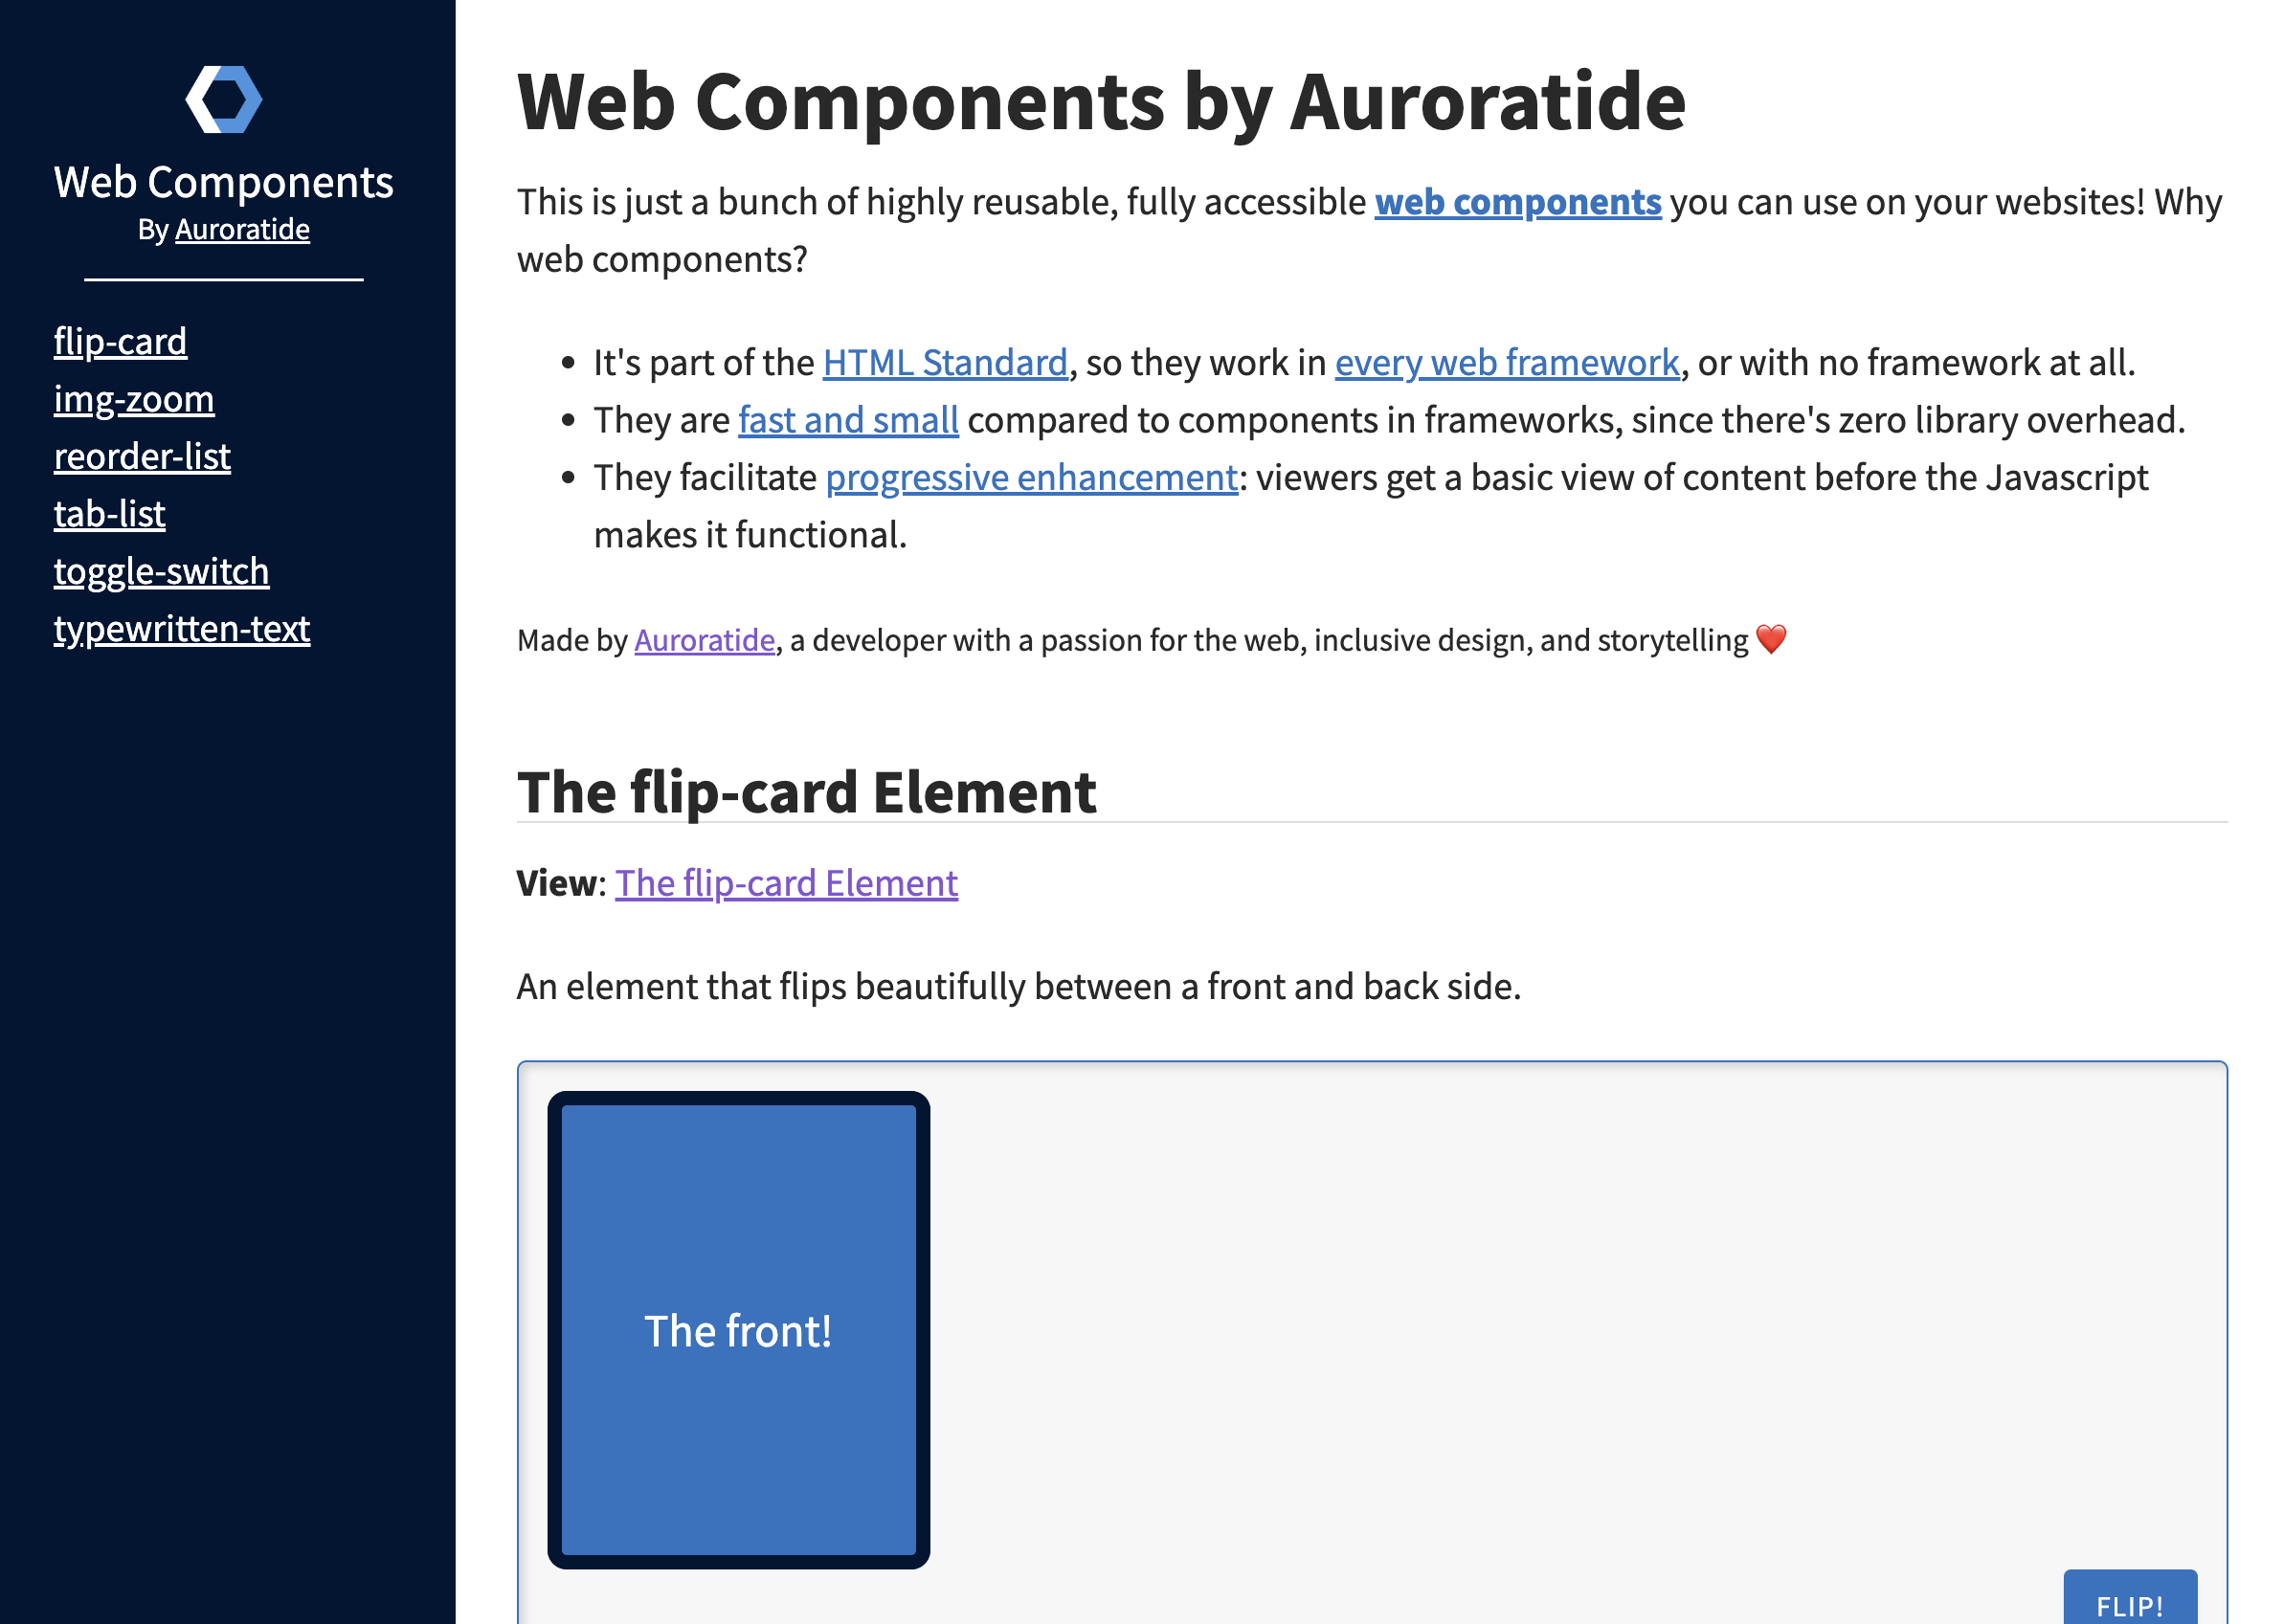 Web Components
By Auroratide
flip-card
img-zoom
reorder-list
tab-list
toggle-switch
typewritten-text
Web Components by Auroratide
This is just a bunch of highly reusable, fully accessible web components you can use on your websites! Why
web components?
• It's part of the HTML Standard, so they work in every web framework, or with no framework at all.
• They are fast and small compared to components in frameworks, since there's zero library overhead.
• They facilitate progressive enhancement: viewers get a basic view of content before the Javascript
makes it functional.
Made by Auroratide, a developer with a passion for the web, inclusive design, and storytelling ❤️
The flip-card Element
View: The flip-card Element
An element that flips beautifully between a front and back side.
The front!
FLIP!